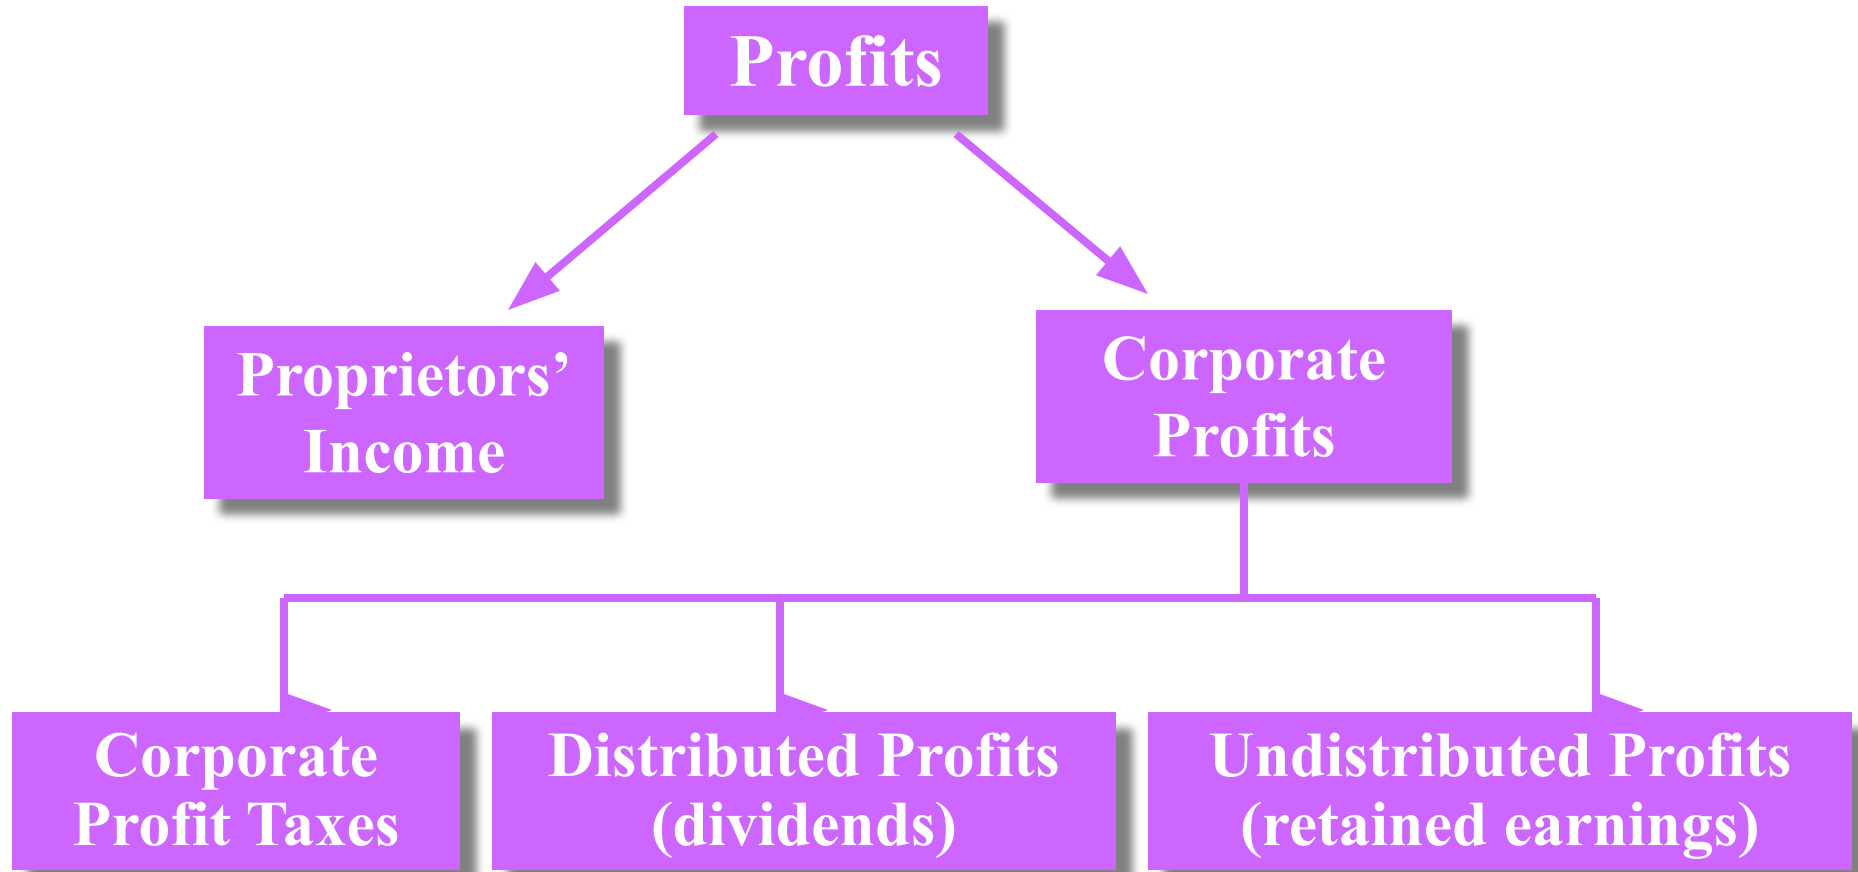 Profits
Proprietors’
Income
Corporate
Profits
Corporate
Profit Taxes
Distributed Profits
(dividends)
Undistributed Profits
(retained earnings)